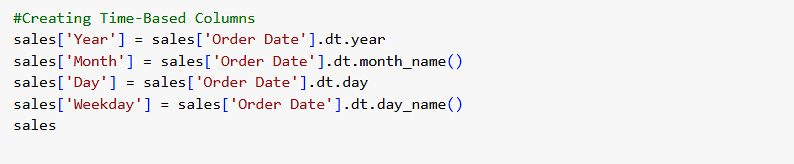 #Creating Time-Based Columns
sales['Year'] = sales['Order Date'].dt.year
sales['Month'] = sales['Order Date'].dt.month_name()
sales['Day'] = sales['Order Date'].dt.day
sales['Weekday'] = sales['Order Date'].dt.day_name()
sales